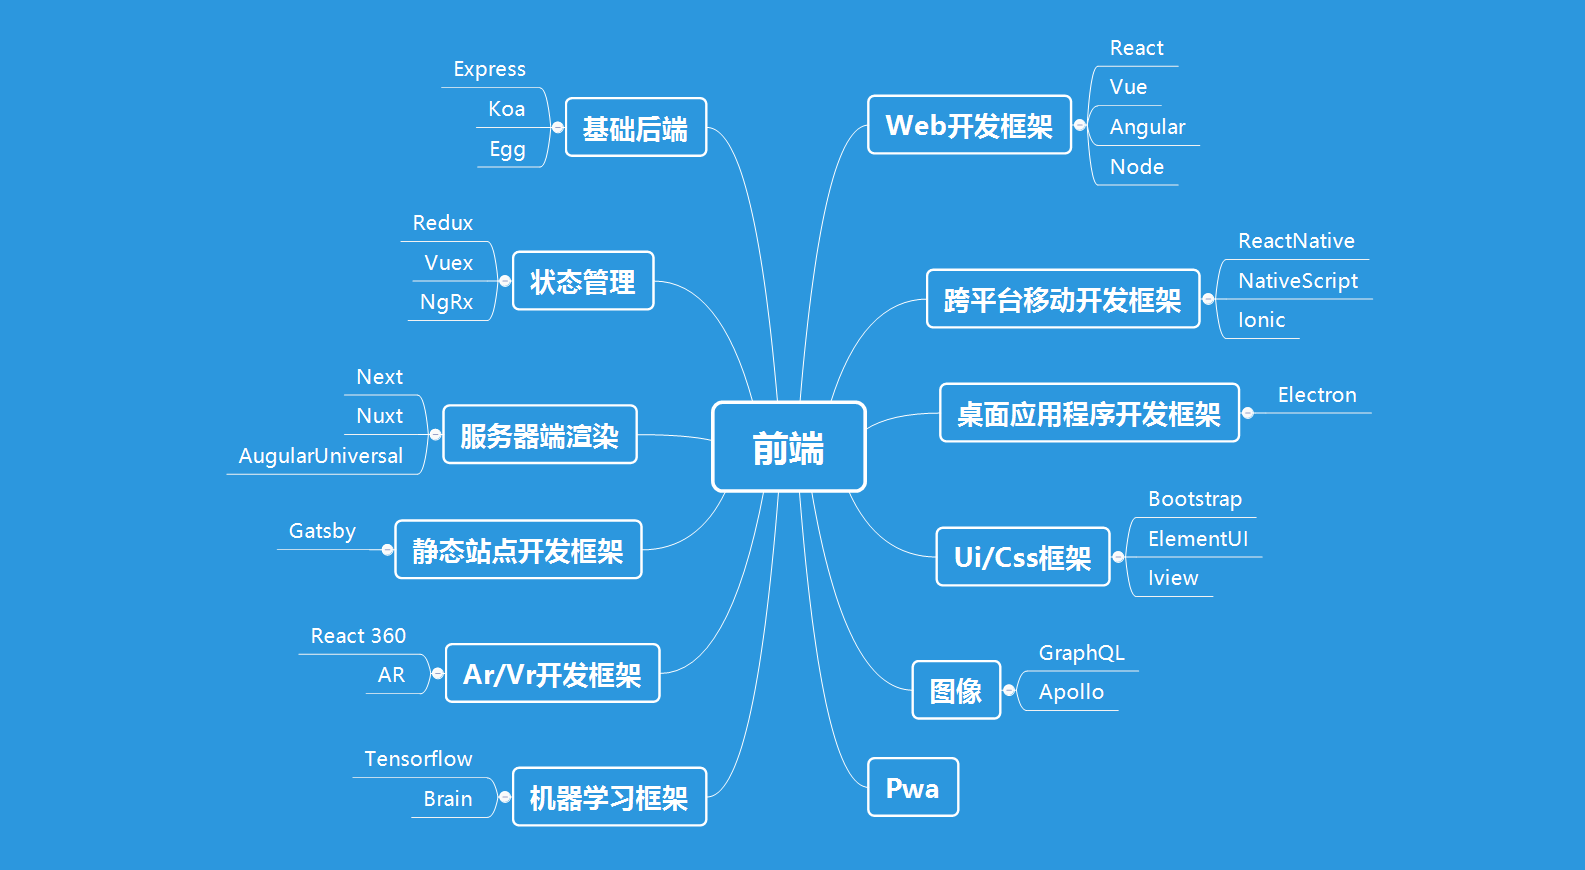 前端
Web开发框架
React
Vue
Angular
Node
跨平台移动开发框架
ReactNative
NativeScript
Ionic
桌面应用程序开发框架
Electron
Ui/Css框架
Bootstrap
ElementUI
Iview
图像
GraphQL
Apollo
Pwa
基础后端
Express
Koa
Egg
状态管理
Redux
Vuex
NgRx
服务器端渲染
Next
Nuxt
AugularUniversal
静态站点开发框架
Gatsby
Ar/Vr开发框架
React 360
AR
机器学习框架
Tensorflow
Brain